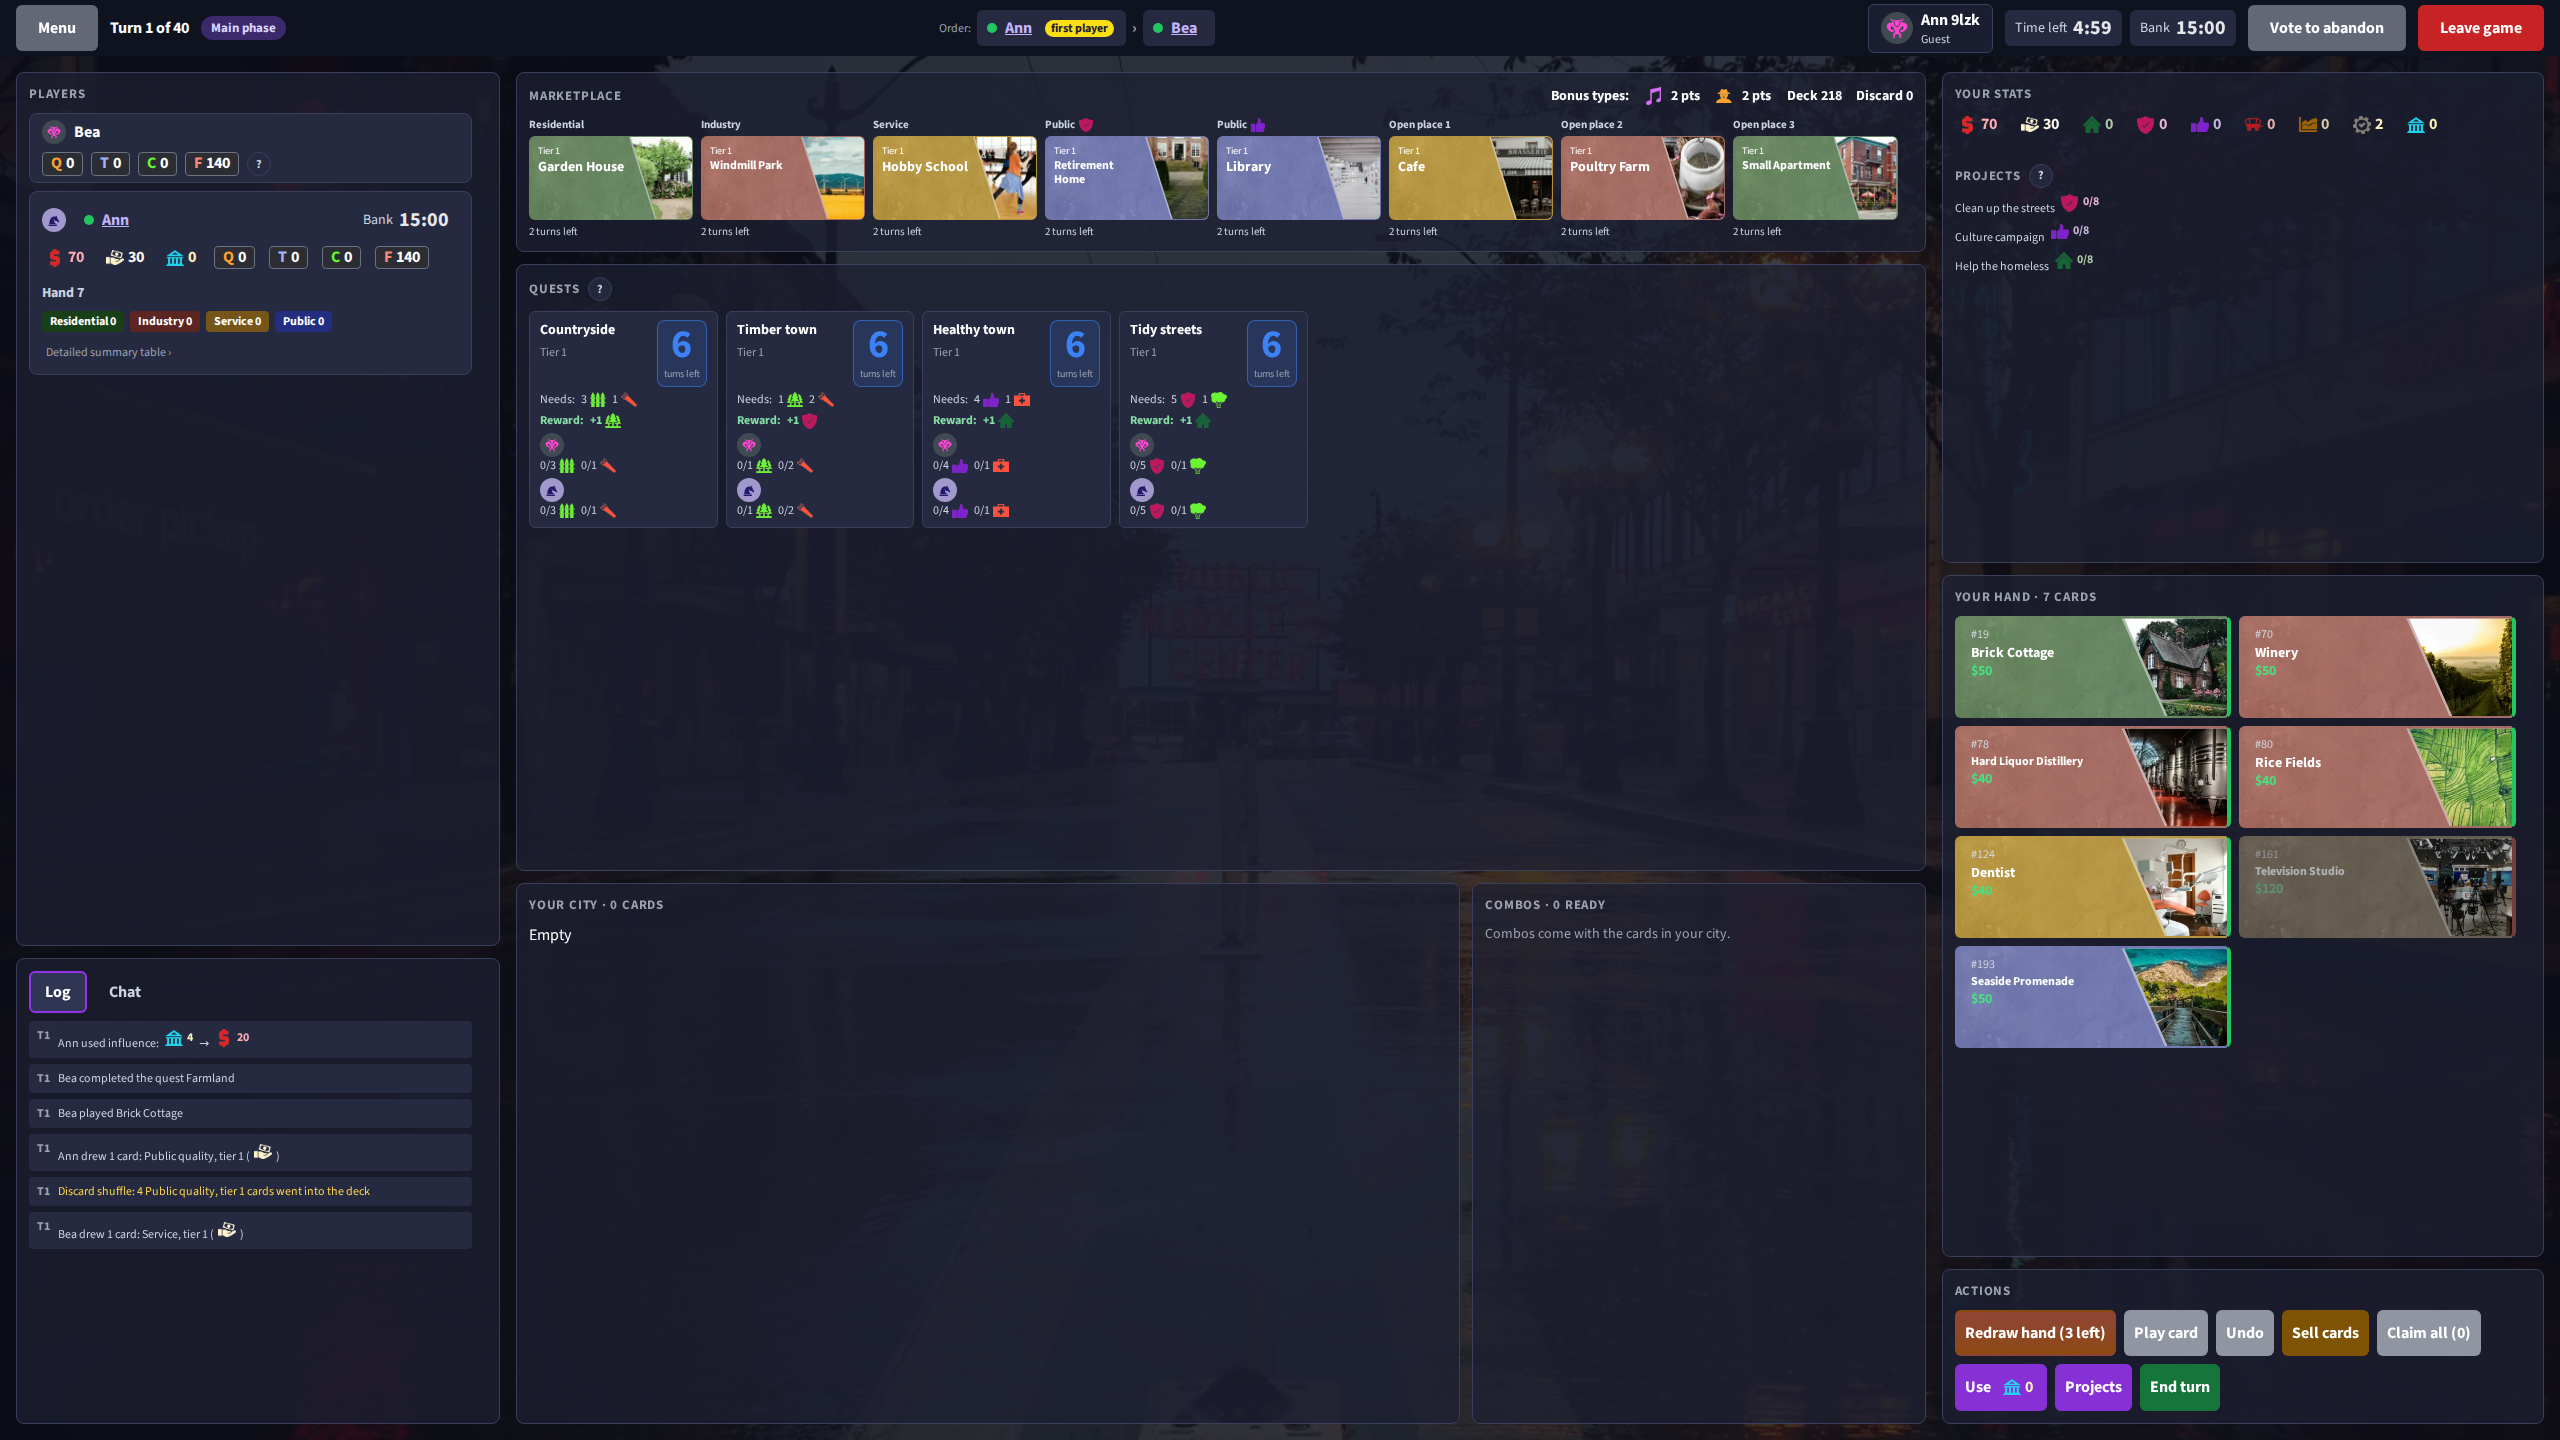 Menu
Turn 1 of 40
Main phase
Order:
Ann
first player
›
Bea
Ann 9lzk
Guest
Time left 4:59
Bank 15:00
Vote to abandon
Leave game
PLAYERS
Bea
Q 0
T 0
C 0
F 140
?
Ann
Bank 15:00
70
30
0
Q 0
T 0
C 0
F 140
Hand 7
Residential 0
Industry 0
Service 0
Public 0
Detailed summary table ›
Log
Chat
T1 Ann used influence: 4 → 20
T1 Bea completed the quest Farmland
T1 Bea played Brick Cottage
T1 Ann drew 1 card: Public quality, tier 1 ( )
T1 Discard shuffle: 4 Public quality, tier 1 cards went into the deck
T1 Bea drew 1 card: Service, tier 1 ( )
MARKETPLACE
Bonus types: 2 pts 2 pts Deck 218 Discard 0
Residential
Tier 1
Garden House
2 turns left
Industry
Tier 1
Windmill Park
2 turns left
Service
Tier 1
Hobby School
2 turns left
Public
Tier 1
Retirement
Home
2 turns left
Public
Tier 1
Library
2 turns left
Open place 1
Tier 1
Cafe
2 turns left
Open place 2
Tier 1
Poultry Farm
2 turns left
Open place 3
Tier 1
Small Apartment
2 turns left
QUESTS ?
Countryside
Tier 1
6
turns left
Needs: 3 1
Reward: +1
0/3 0/1
0/3 0/1
Timber town
Tier 1
6
turns left
Needs: 1 2
Reward: +1
0/1 0/2
0/1 0/2
Healthy town
Tier 1
6
turns left
Needs: 4 1
Reward: +1
0/4 0/1
0/4 0/1
Tidy streets
Tier 1
6
turns left
Needs: 5 1
Reward: +1
0/5 0/1
0/5 0/1
YOUR CITY · 0 CARDS
Empty
COMBOS · 0 READY
Combos come with the cards in your city.
YOUR STATS
70 30 0 0 0 0 0 2 0
PROJECTS ?
Clean up the streets 0/8
Culture campaign 0/8
Help the homeless 0/8
YOUR HAND · 7 CARDS
#19
Brick Cottage
$50
#70
Winery
$50
#78
Hard Liquor Distillery
$40
#80
Rice Fields
$40
#124
Dentist
$40
#161
Television Studio
$120
#193
Seaside Promenade
$50
ACTIONS
Redraw hand (3 left)
Play card
Undo
Sell cards
Claim all (0)
Use 0
Projects
End turn
PUBLIC
MARKET
CENTER